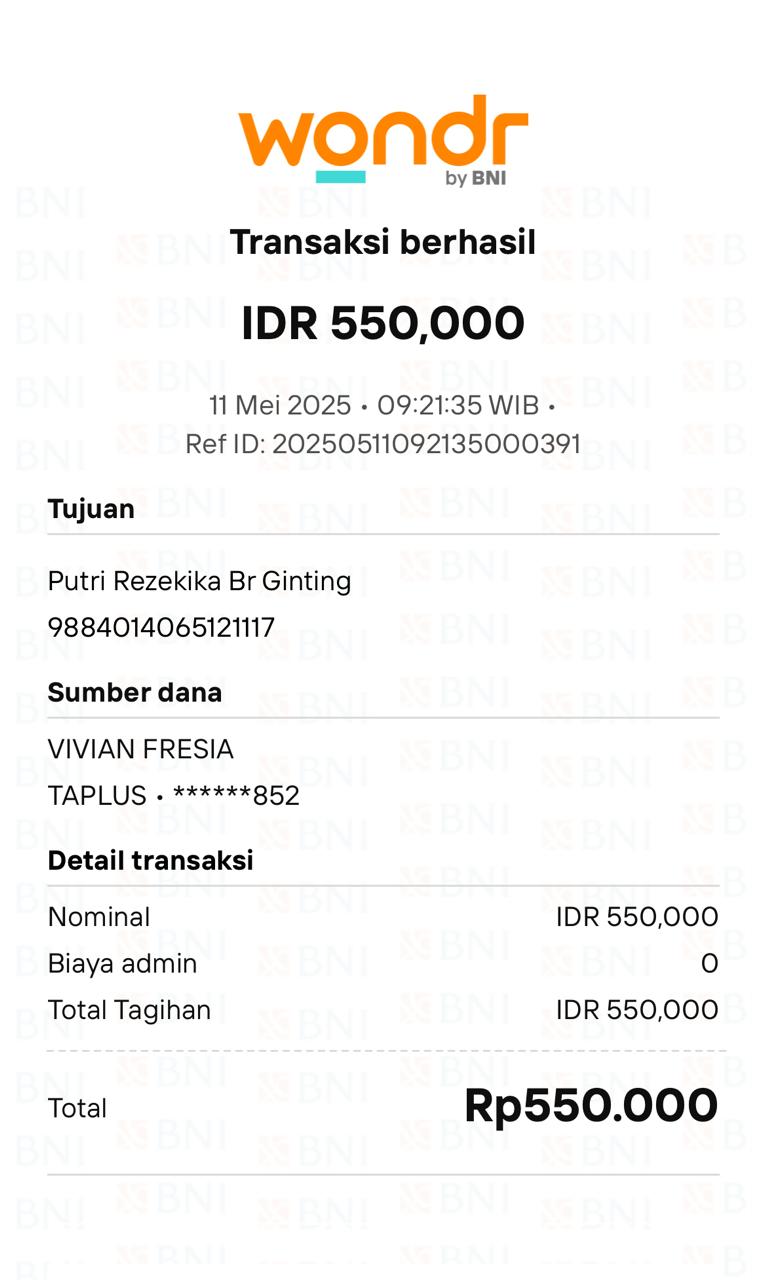 wondr
by BNI
Transaksi berhasil
IDR 550,000
11 Mei 2025 • 09:21:35 WIB •
Ref ID: 20250511092135000391
Tujuan
Putri Rezekika Br Ginting
9884014065121117
Sumber dana
VIVIAN FRESIA
TAPLUS • ******852
Detail transaksi
Nominal IDR 550,000
Biaya admin 0
Total Tagihan IDR 550,000
Total Rp550.000